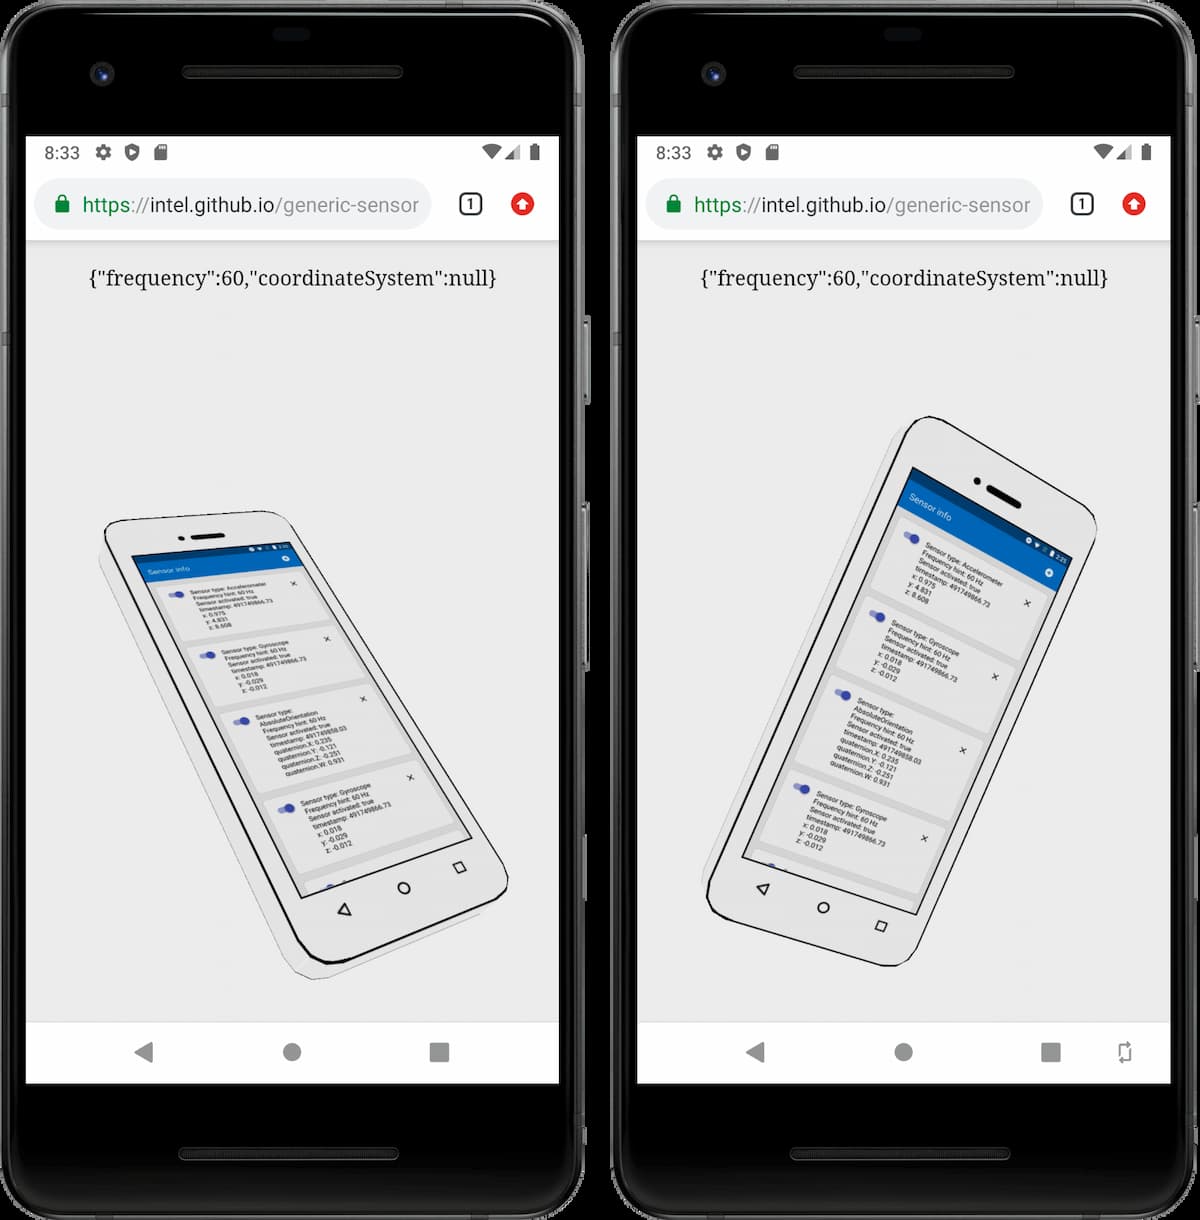 8:33
https://intel.github.io/generic-sensor
1
{"frequency":60,"coordinateSystem":null}
Sensor info
2:25
Sensor type: Accelerometer
Frequency hint: 60 Hz
Sensor activated: true
timestamp: 491749866.73
x: 0.975
y: 4.831
z: 8.608
Sensor type: Gyroscope
Frequency hint: 60 Hz
Sensor activated: true
timestamp: 491749866.73
x: 0.018
y: -0.029
z: -0.012
Sensor type:
AbsoluteOrientation
Frequency hint: 60 Hz
Sensor activated: true
timestamp: 491749858.03
quaternion.X: 0.235
quaternion.Y: -0.121
quaternion.Z: -0.251
quaternion.W: 0.931
Sensor type: Gyroscope
Frequency hint: 60 Hz
Sensor activated: true
timestamp: 491749866.73
x: 0.018
y: -0.029
z: -0.012
8:33
https://intel.github.io/generic-sensor
1
{"frequency":60,"coordinateSystem":null}
Sensor info
2:25
Sensor type: Accelerometer
Frequency hint: 60 Hz
Sensor activated: true
timestamp: 491749866.73
x: 0.975
y: 4.831
z: 8.608
Sensor type: Gyroscope
Frequency hint: 60 Hz
Sensor activated: true
timestamp: 491749866.73
x: 0.018
y: -0.029
z: -0.012
Sensor type:
AbsoluteOrientation
Frequency hint: 60 Hz
Sensor activated: true
timestamp: 491749858.03
quaternion.X: 0.235
quaternion.Y: -0.121
quaternion.Z: -0.251
quaternion.W: 0.931
Sensor type: Gyroscope
Frequency hint: 60 Hz
Sensor activated: true
timestamp: 491749866.73
x: 0.018
y: -0.029
z: -0.012